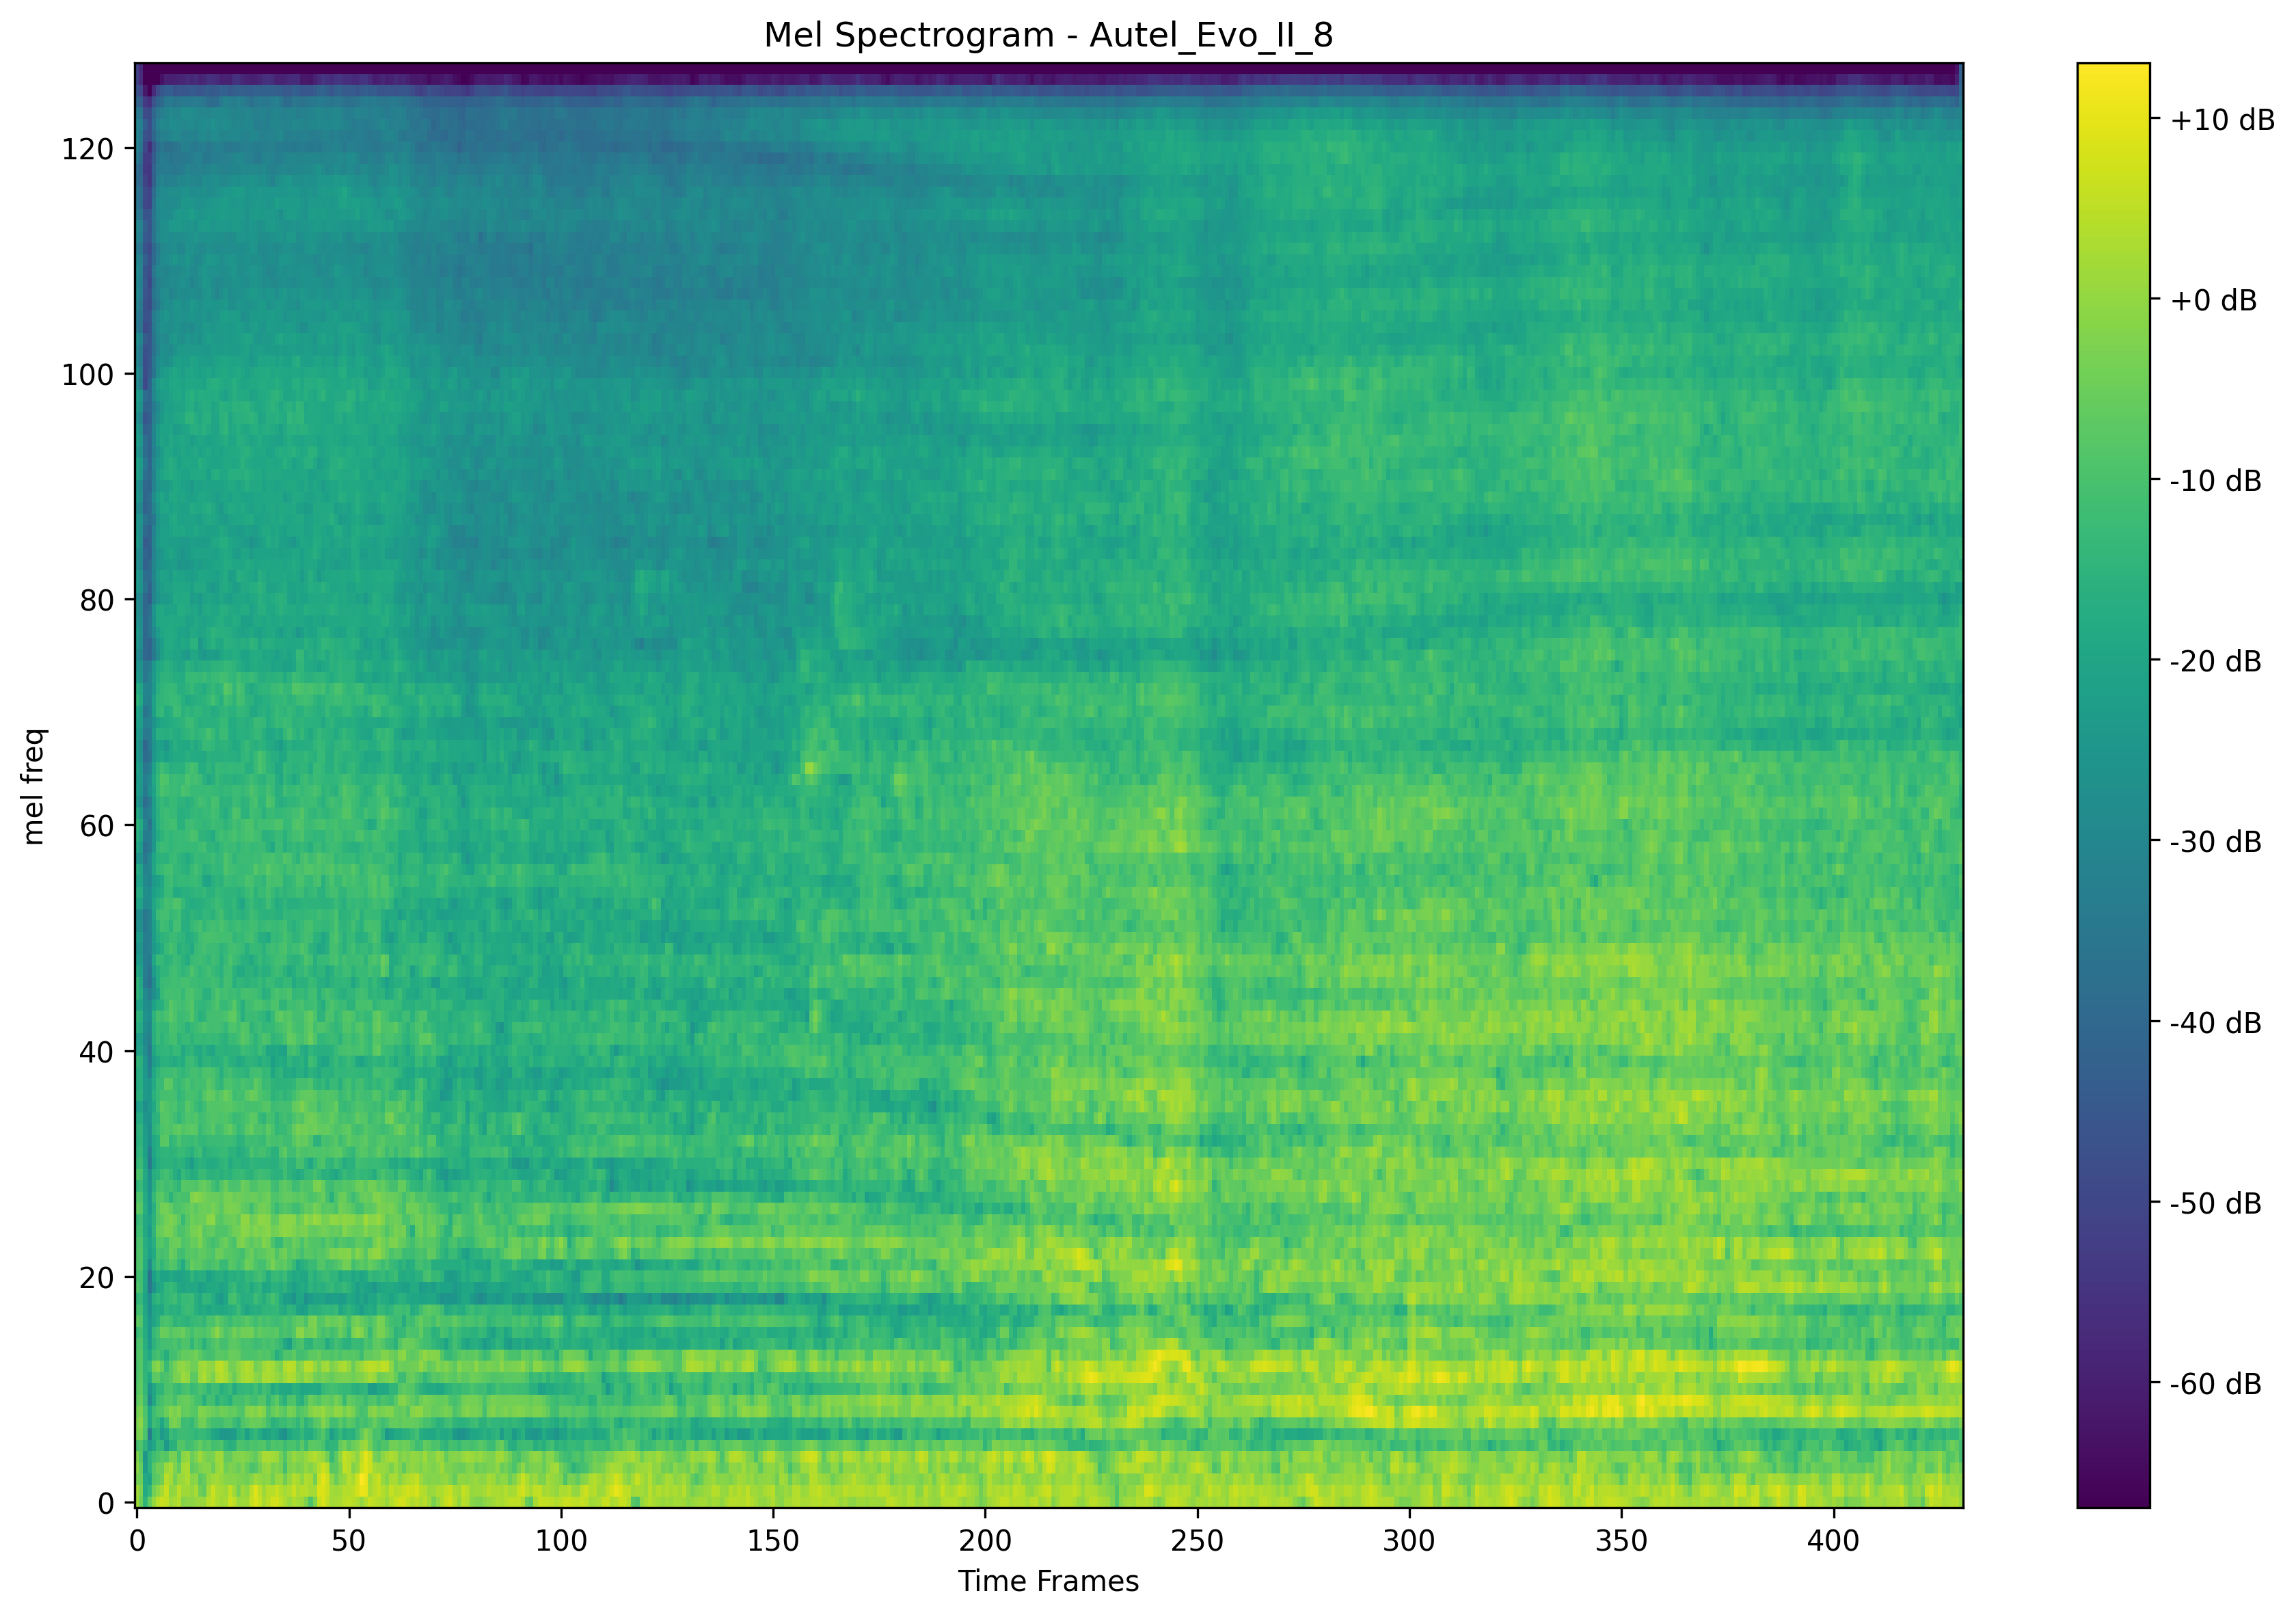 Mel Spectrogram - Autel_Evo_II_8
mel freq
120
100
80
60
40
20
0
0 50 100 150 200 250 300 350 400
Time Frames
+10 dB
+0 dB
-10 dB
-20 dB
-30 dB
-40 dB
-50 dB
-60 dB